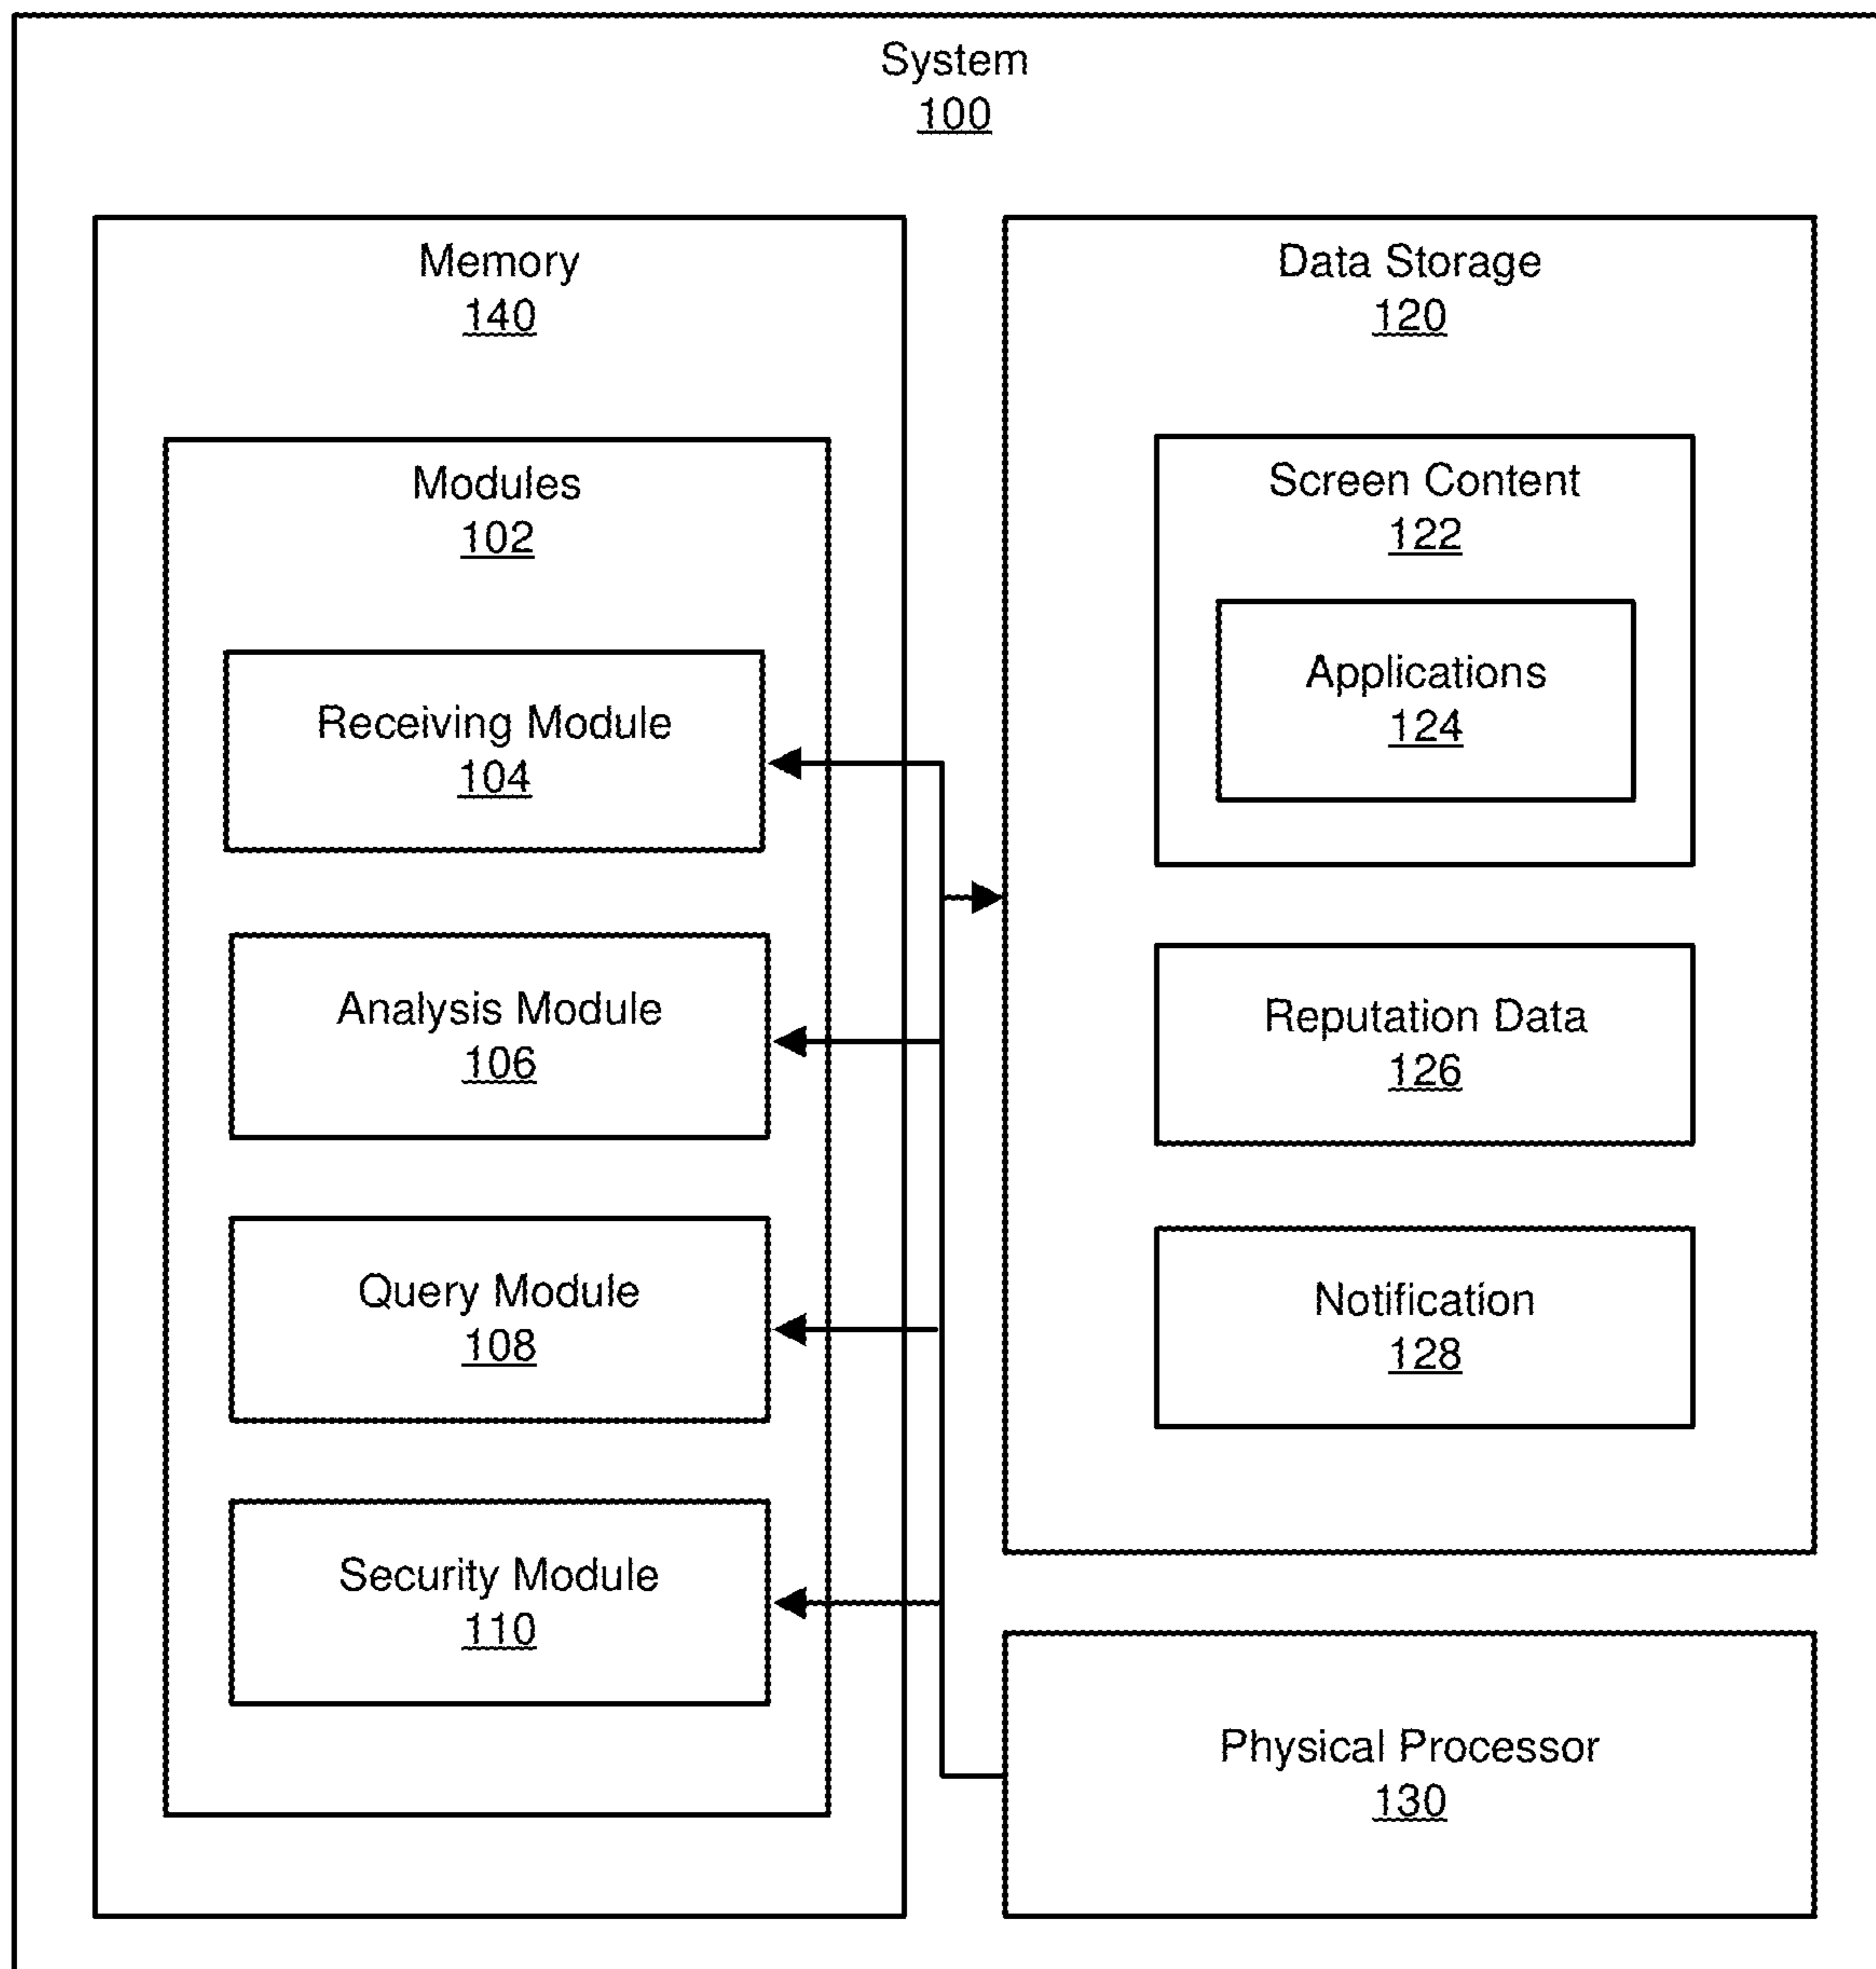 System
100
Memory
140
Modules
102
Receiving Module
104
Analysis Module
106
Query Module
108
Security Module
110
Data Storage
120
Screen Content
122
Applications
124
Reputation Data
126
Notification
128
Physical Processor
130